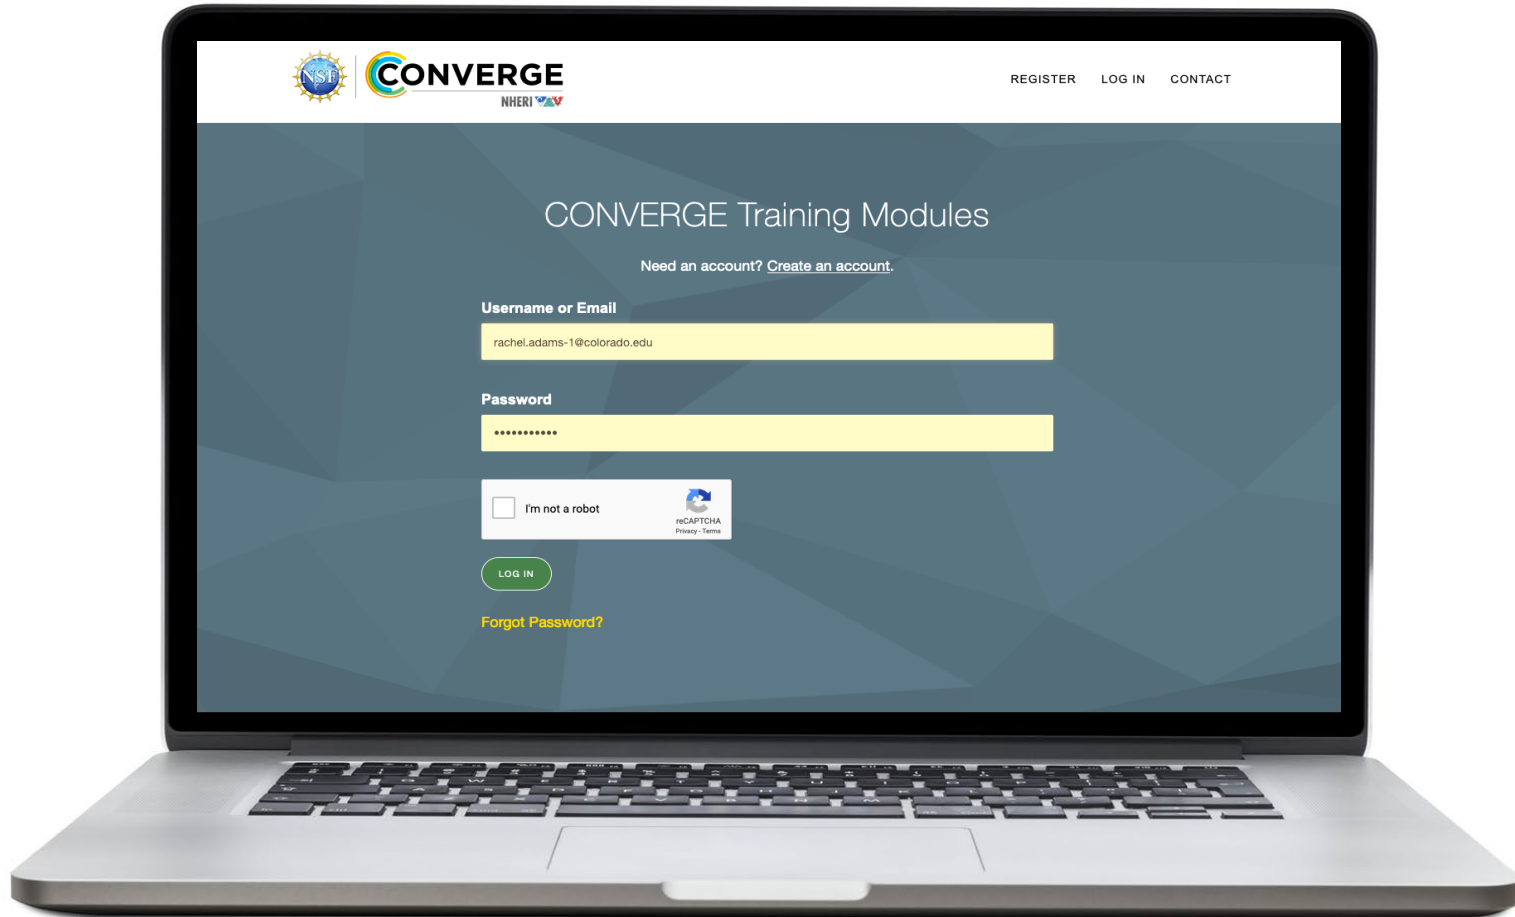 NSF
CONVERGE
NHERI
REGISTER LOG IN CONTACT
CONVERGE Training Modules
Need an account? Create an account.
Username or Email
rachel.adams-1@colorado.edu
Password
•••••••••••
I'm not a robot
reCAPTCHA
Privacy - Terms
LOG IN
Forgot Password?